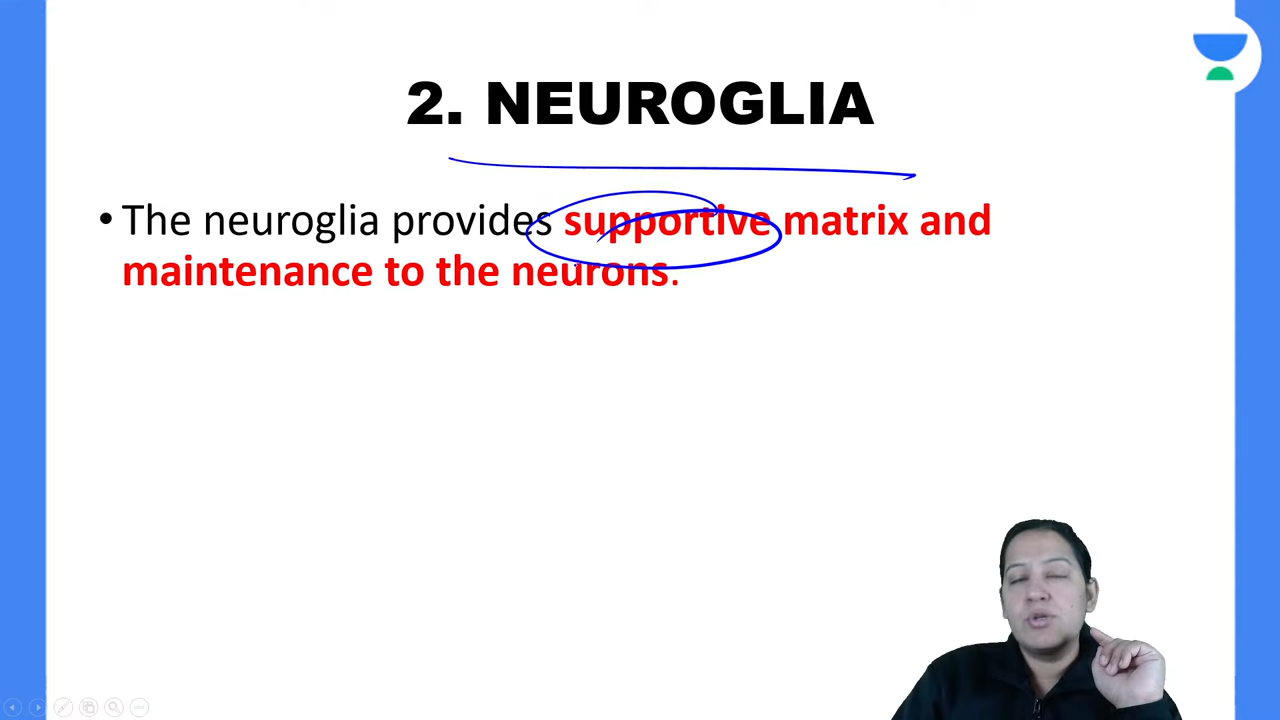 2. NEUROGLIA
• The neuroglia provides supportive matrix and
maintenance to the neurons.